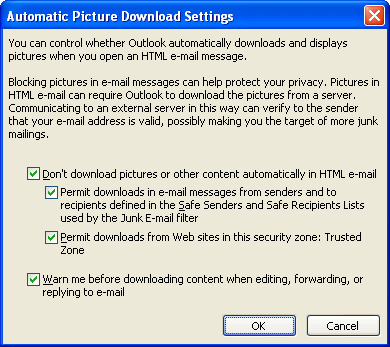 Automatic Picture Download Settings
You can control whether Outlook automatically downloads and displays
pictures when you open an HTML e-mail message.
Blocking pictures in e-mail messages can help protect your privacy. Pictures in
HTML e-mail can require Outlook to download the pictures from a server.
Communicating to an external server in this way can verify to the sender
that your e-mail address is valid, possibly making you the target of more junk
mailings.
Don't download pictures or other content automatically in HTML e-mail
Permit downloads in e-mail messages from senders and to
recipients defined in the Safe Senders and Safe Recipients Lists
used by the Junk E-mail filter
Permit downloads from Web sites in this security zone: Trusted
Zone
Warn me before downloading content when editing, forwarding, or
replying to e-mail
OK
Cancel